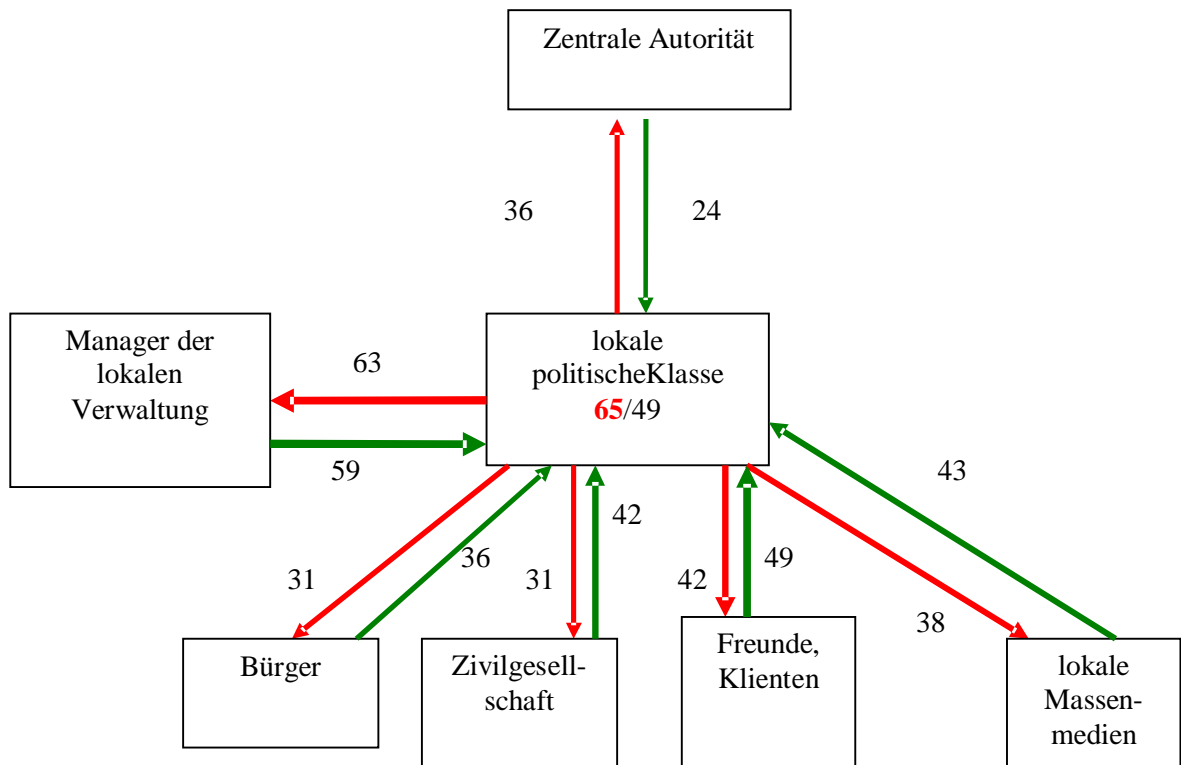 Zentrale Autorität
36
24
Manager der
lokalen
Verwaltung
63
59
lokale
politischeKlasse
65/49
31
36
31
42
42
49
43
38
Bürger
Zivilgesell-
schaft
Freunde,
Klienten
lokale
Massen-
medien